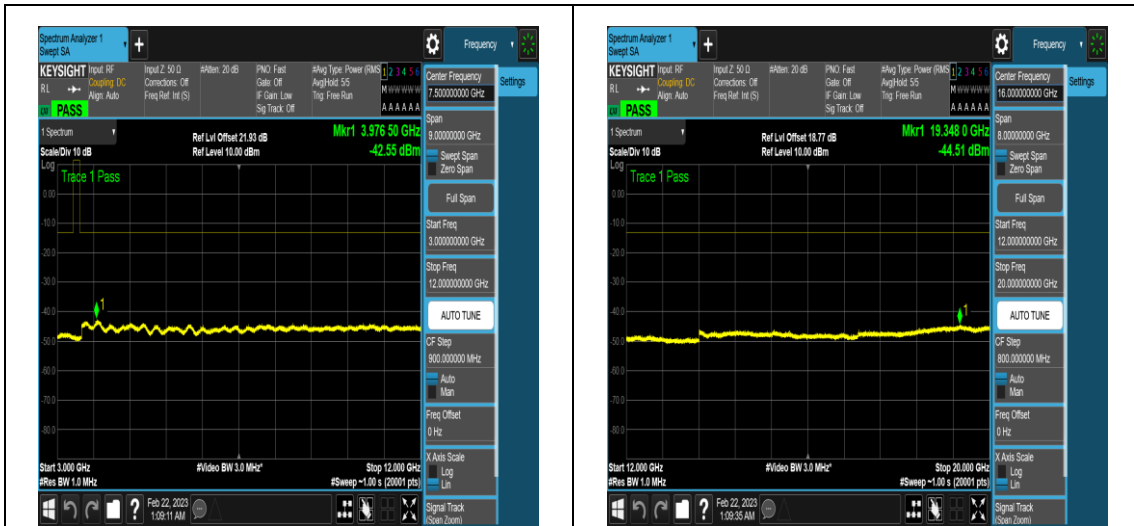 Spectrum Analyzer 1
Swept SA
+
Frequency
KEYSIGHT Input: RF
RL
Coupling: DC
Align: Auto
Input Z: 50 Ω
Corrections: Off
Freq Ref: Int (S)
#Atten: 20 dB
PNO: Fast
Gate: Off
IF Gain: Low
Sig Track: Off
#Avg Type: Power (RMS
Avg|Hold: 5/5
Trig: Free Run
1 2 3 4 5 6
M W W W W W
A A A A A A
PASS
1 Spectrum
Scale/Div 10 dB
Log
Ref Lvl Offset 21.93 dB
Ref Level 10.00 dBm
Mkr1 3.976 50 GHz
-42.55 dBm
Trace 1 Pass
0.00
-10.0
-20.0
-30.0
-40.0
-50.0
-60.0
-70.0
-80.0
1
Start 3.000 GHz
#Res BW 1.0 MHz
#Video BW 3.0 MHz*
Stop 12.000 GHz
#Sweep ~1.00 s (20001 pts)
Feb 22, 2023
1:09:11 AM
Center Frequency
7.500000000 GHz
Settings
Span
9.00000000 GHz
Swept Span
Zero Span
Full Span
Start Freq
3.000000000 GHz
Stop Freq
12.000000000 GHz
AUTO TUNE
CF Step
900.000000 MHz
Auto
Man
Freq Offset
0 Hz
X Axis Scale
Log
Lin
Signal Track
(Span Zoom)
Spectrum Analyzer 1
Swept SA
+
Frequency
KEYSIGHT Input: RF
RL
Coupling: DC
Align: Auto
Input Z: 50 Ω
Corrections: Off
Freq Ref: Int (S)
#Atten: 20 dB
PNO: Fast
Gate: Off
IF Gain: Low
Sig Track: Off
#Avg Type: Power (RMS
Avg|Hold: 5/5
Trig: Free Run
1 2 3 4 5 6
M W W W W W
A A A A A A
PASS
1 Spectrum
Scale/Div 10 dB
Log
Ref Lvl Offset 18.77 dB
Ref Level 10.00 dBm
Mkr1 19.348 0 GHz
-44.51 dBm
Trace 1 Pass
0.00
-10.0
-20.0
-30.0
-40.0
-50.0
-60.0
-70.0
-80.0
1
Start 12.000 GHz
#Res BW 1.0 MHz
#Video BW 3.0 MHz*
Stop 20.000 GHz
#Sweep ~1.00 s (20001 pts)
Feb 22, 2023
1:09:35 AM
Center Frequency
16.000000000 GHz
Settings
Span
8.00000000 GHz
Swept Span
Zero Span
Full Span
Start Freq
12.000000000 GHz
Stop Freq
20.000000000 GHz
AUTO TUNE
CF Step
800.000000 MHz
Auto
Man
Freq Offset
0 Hz
X Axis Scale
Log
Lin
Signal Track
(Span Zoom)